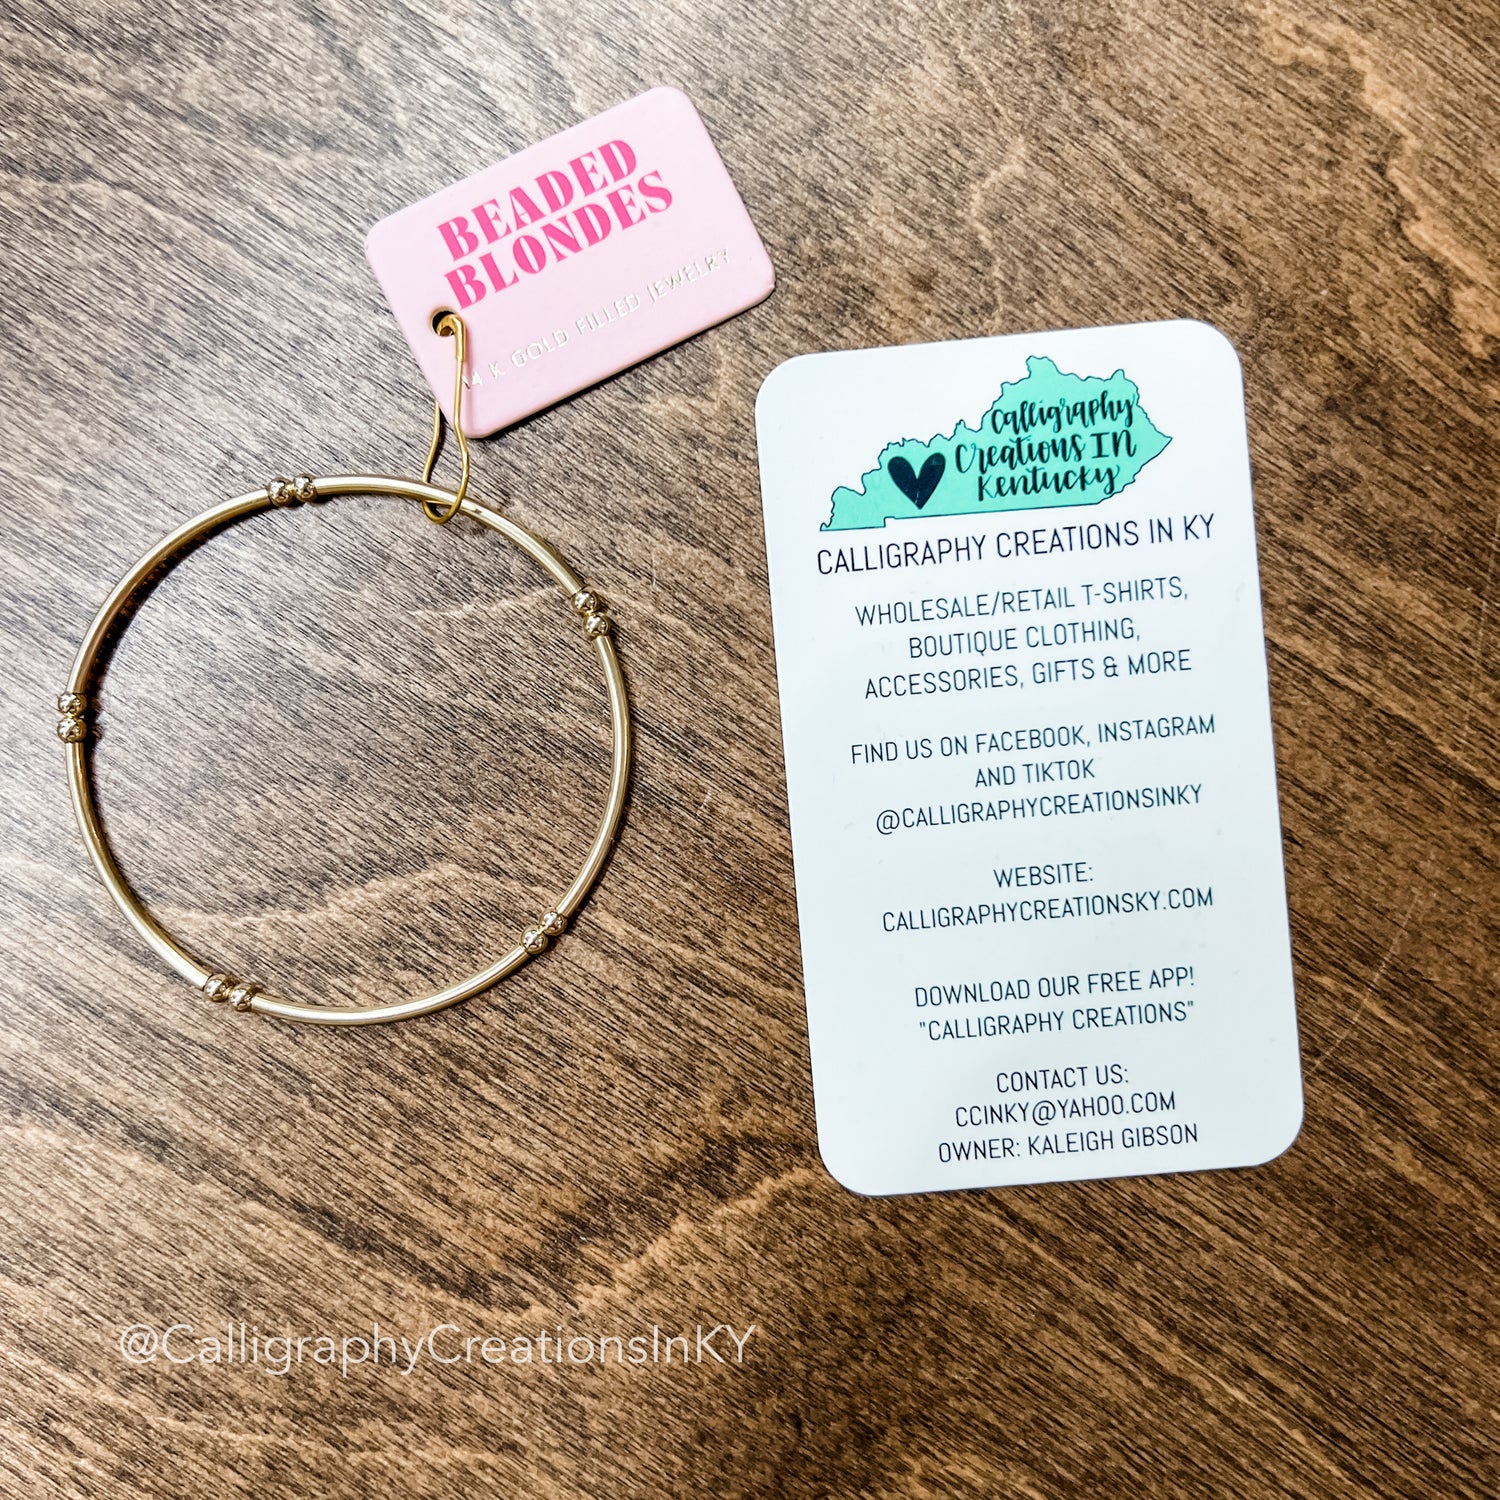 BEADED
BLONDES
14 K GOLD FILLED JEWELRY
Calligraphy
Creations IN
Kentucky
CALLIGRAPHY CREATIONS IN KY
WHOLESALE/RETAIL T-SHIRTS,
BOUTIQUE CLOTHING,
ACCESSORIES, GIFTS & MORE
FIND US ON FACEBOOK, INSTAGRAM
AND TIKTOK
@CALLIGRAPHYCREATIONSINKY
WEBSITE:
CALLIGRAPHYCREATIONSKY.COM
DOWNLOAD OUR FREE APP!
"CALLIGRAPHY CREATIONS"
CONTACT US:
CCINKY@YAHOO.COM
OWNER: KALEIGH GIBSON
@CalligraphyCreationsInKY